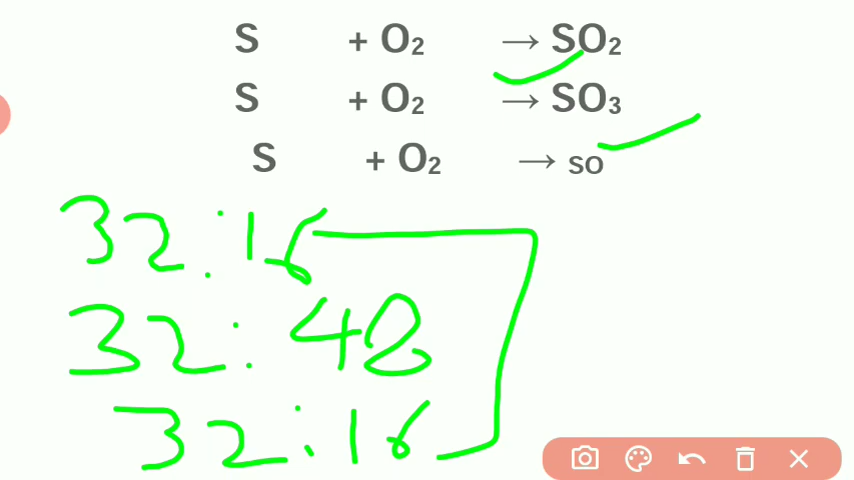 S + O₂ → SO₂
S + O₂ → SO₃
S + O₂ → SO
32:16
32:48
32:16